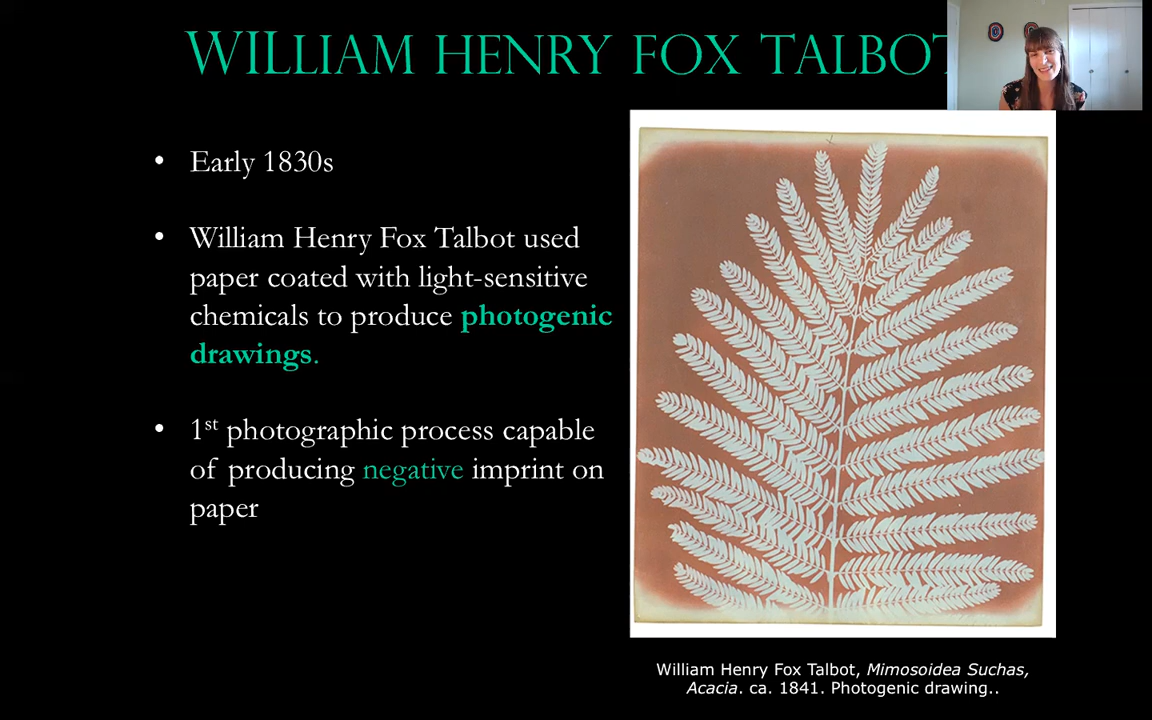 WILLIAM HENRY FOX TALBOT
• Early 1830s
• William Henry Fox Talbot used
paper coated with light-sensitive
chemicals to produce photogenic
drawings.
• 1st photographic process capable
of producing negative imprint on
paper
William Henry Fox Talbot, Mimosoidea Suchas,
Acacia. ca. 1841. Photogenic drawing..